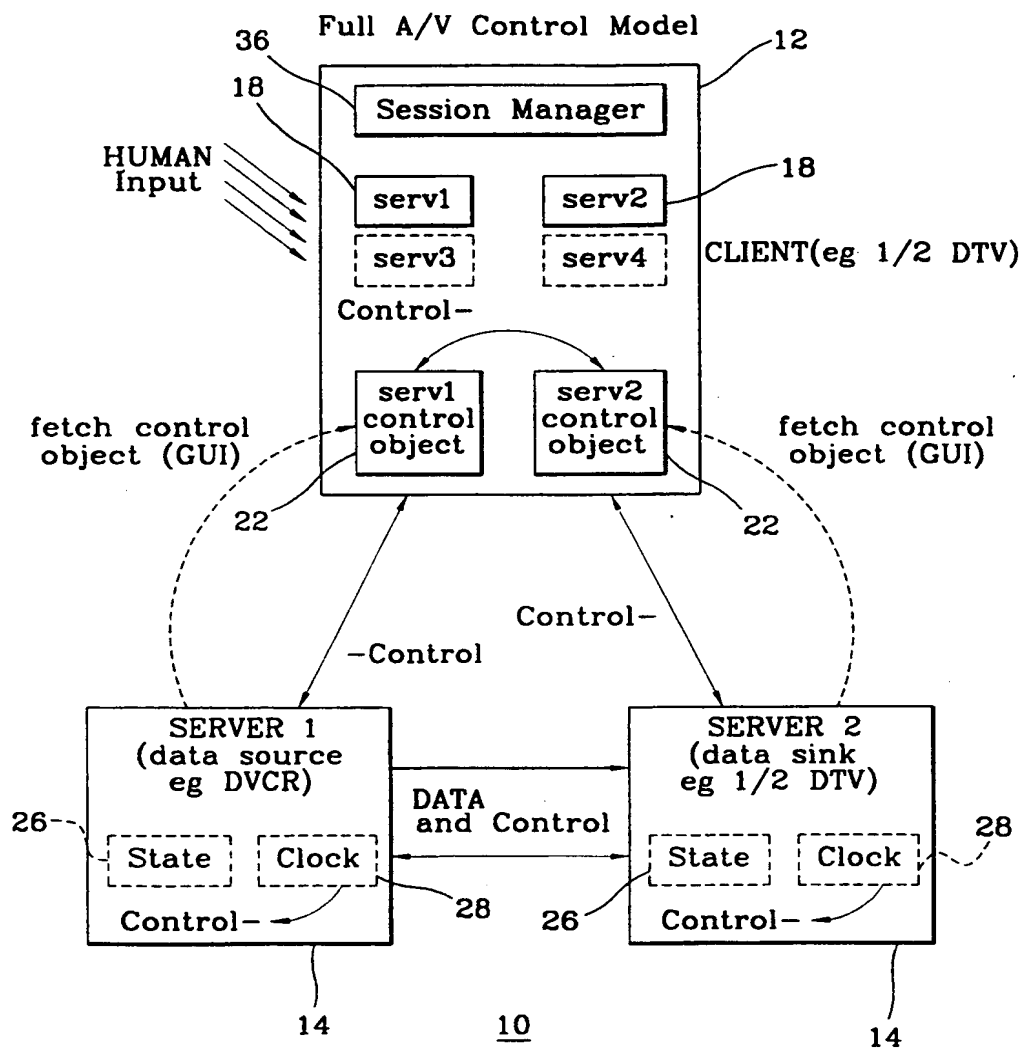 Full A/V Control Model
36
12
Session Manager
18
HUMAN
Input
serv1
serv2
18
serv3
serv4
CLIENT(eg 1/2 DTV)
Control-
serv1
control
object
serv2
control
object
fetch control
object (GUI)
fetch control
object (GUI)
22
22
Control-
-Control
SERVER 1
(data source
eg DVCR)
SERVER 2
(data sink
eg 1/2 DTV)
DATA
and Control
26
State
Clock
28
Control-
State
Clock
28
26
Control-
14
10
14